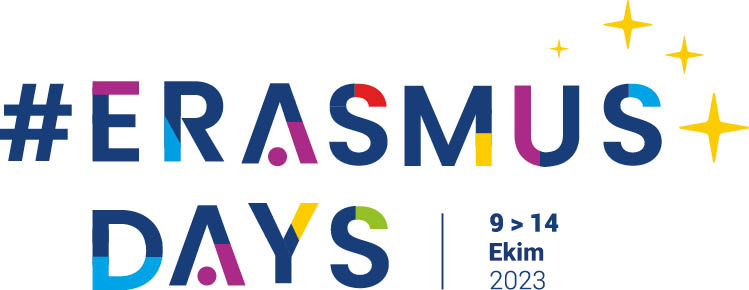 #ERASMUS
DAYS
9 > 14
Ekim
2023